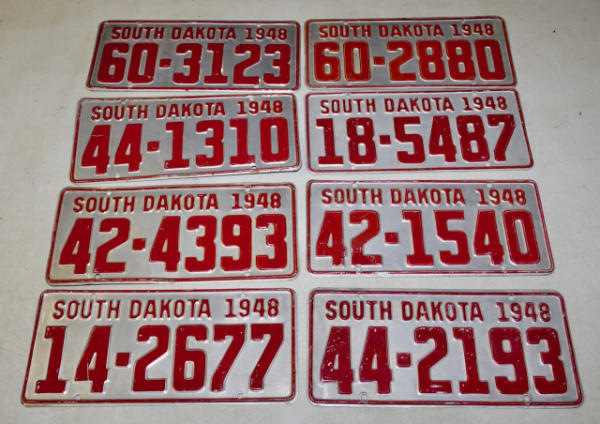 SOUTH DAKOTA 1948
60-3123
SOUTH DAKOTA 1948
60-2880
SOUTH DAKOTA 1948
44-1310
SOUTH DAKOTA 1948
18-5487
SOUTH DAKOTA 1948
42-4393
SOUTH DAKOTA 1948
42-1540
SOUTH DAKOTA 1948
14-2677
SOUTH DAKOTA 1948
44-2193